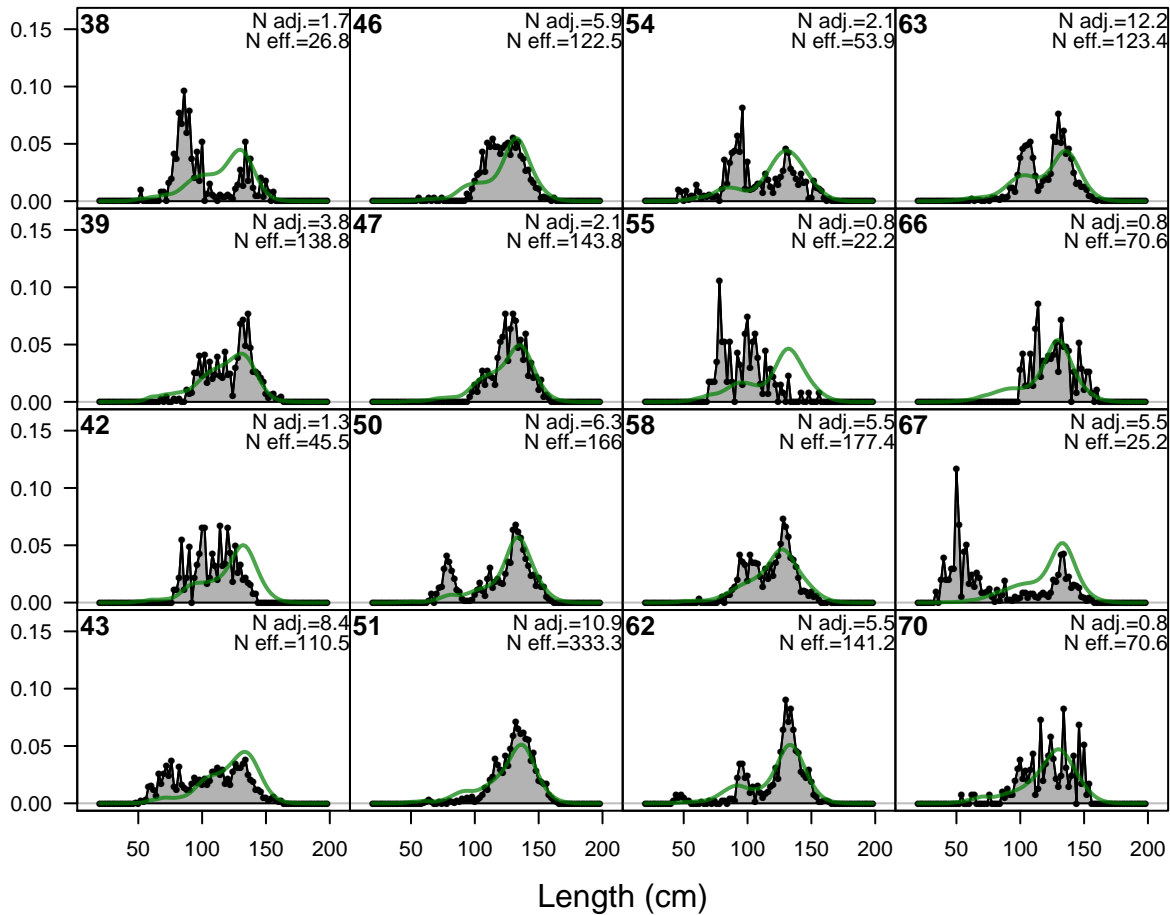 38 N adj.=1.7 N eff.=26.8
46 N adj.=5.9 N eff.=122.5
54 N adj.=2.1 N eff.=53.9
63 N adj.=12.2 N eff.=123.4
0.15
0.10
0.05
0.00
39 N adj.=3.8 N eff.=138.8
47 N adj.=2.1 N eff.=143.8
55 N adj.=0.8 N eff.=22.2
66 N adj.=0.8 N eff.=70.6
0.15
0.10
0.05
0.00
42 N adj.=1.3 N eff.=45.5
50 N adj.=6.3 N eff.=166
58 N adj.=5.5 N eff.=177.4
67 N adj.=5.5 N eff.=25.2
0.15
0.10
0.05
0.00
43 N adj.=8.4 N eff.=110.5
51 N adj.=10.9 N eff.=333.3
62 N adj.=5.5 N eff.=141.2
70 N adj.=0.8 N eff.=70.6
0.15
0.10
0.05
0.00
50 100 150 200
50 100 150 200
50 100 150 200
50 100 150 200
Length (cm)